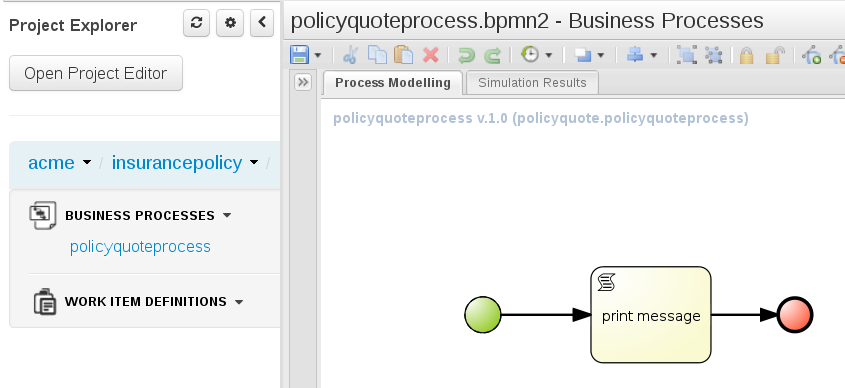 Project Explorer
Open Project Editor
acme / insurancepolicy /
BUSINESS PROCESSES
policyquoteprocess
WORK ITEM DEFINITIONS
policyquoteprocess.bpmn2 - Business Processes
Process Modelling
Simulation Results
policyquoteprocess v.1.0 (policyquote.policyquoteprocess)
print message